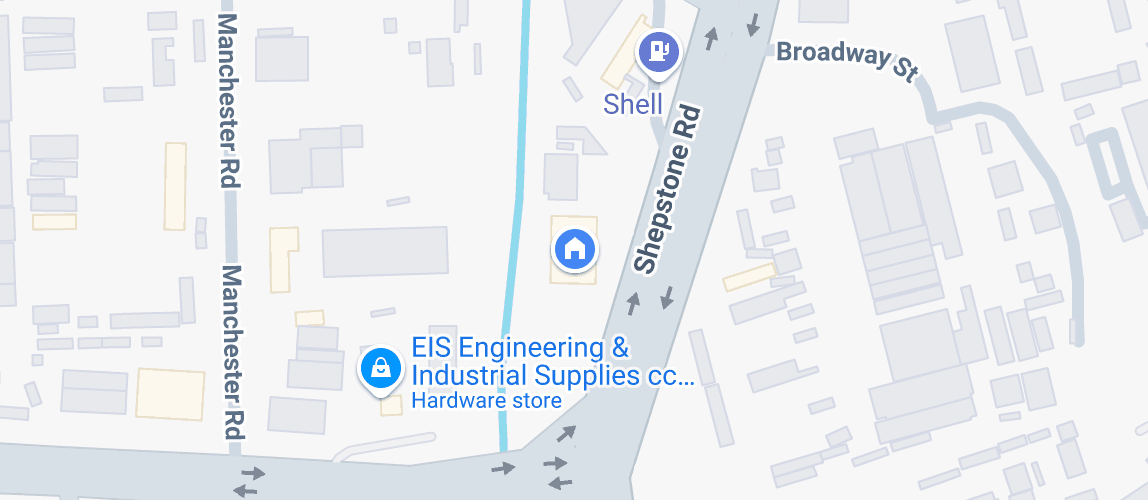 Manchester Rd
Broadway St
Shell
Shepstone Rd
Manchester Rd
EIS Engineering &
Industrial Supplies cc...
Hardware store